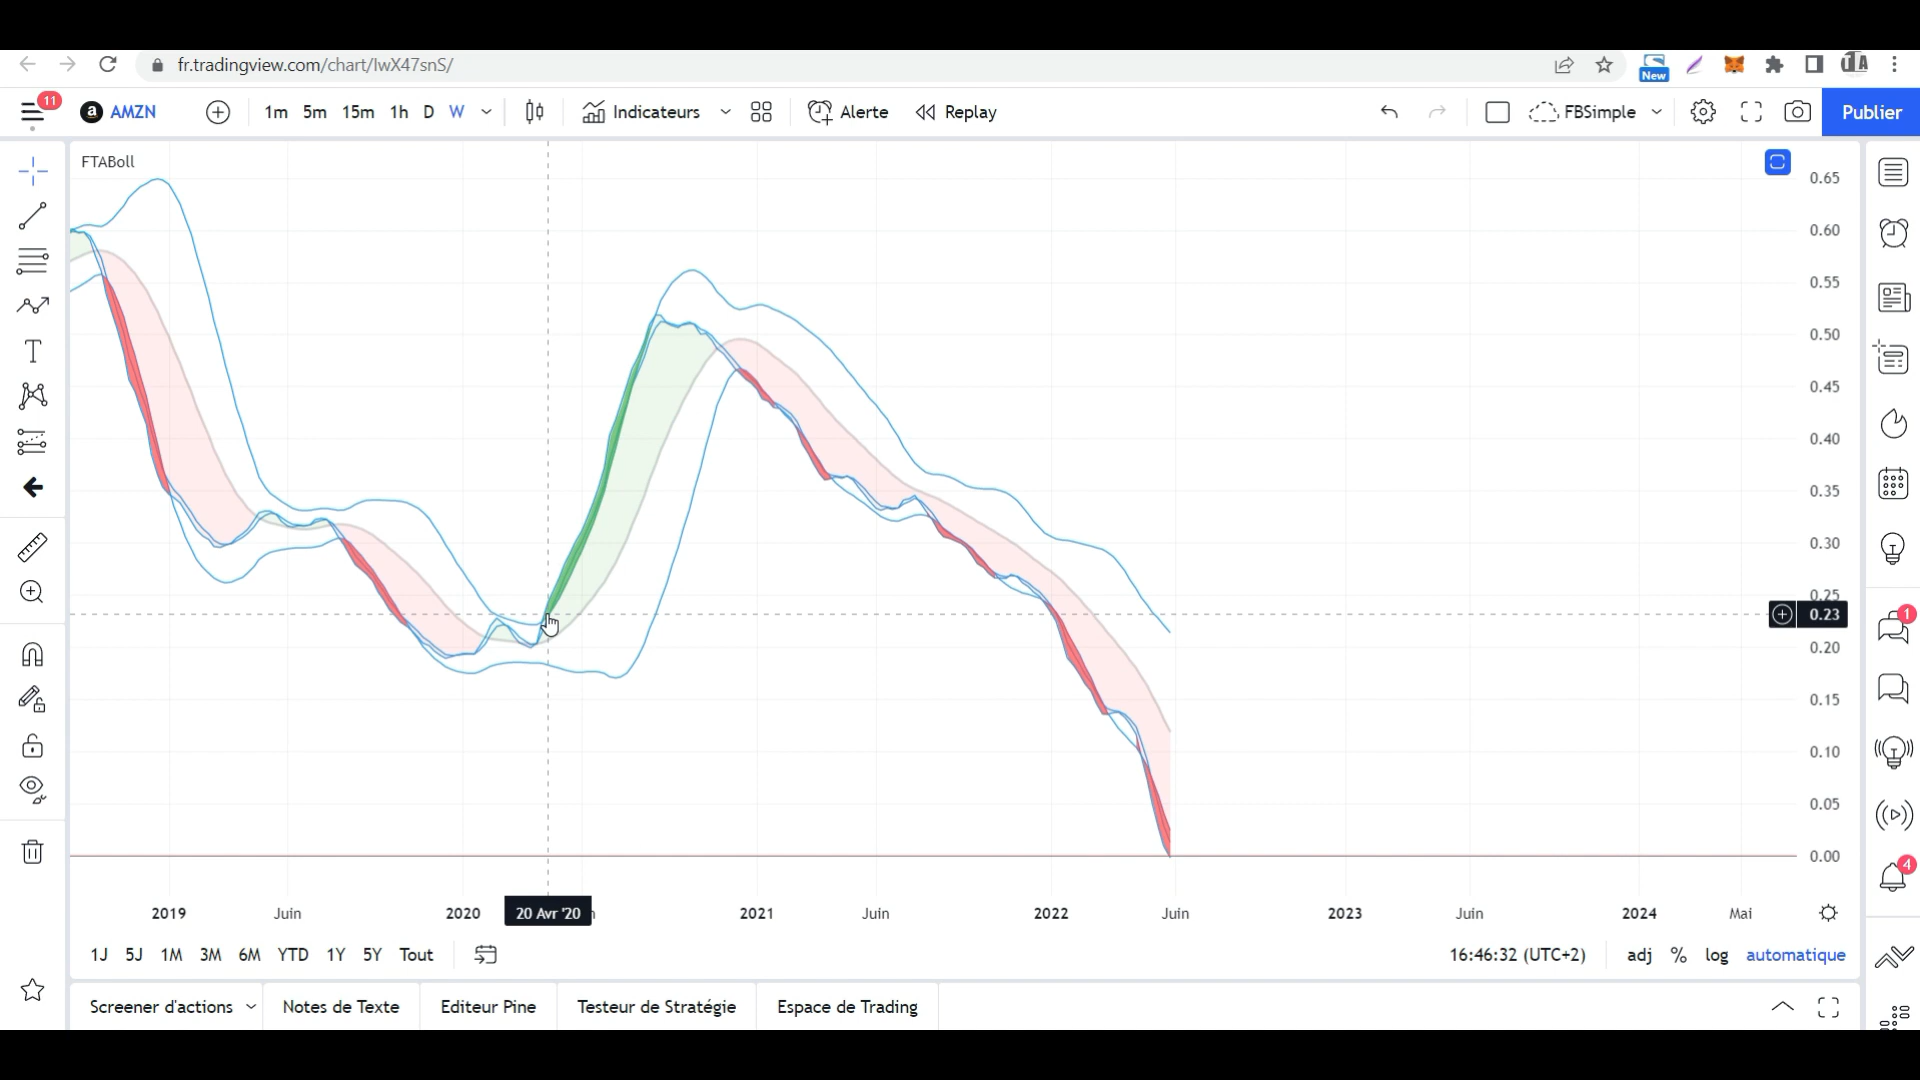 fr.tradingview.com/chart/IwX47snS/
New
11
AMZN
1m 5m 15m 1h D W
Indicateurs
Alerte
Replay
FBSimple
Publier
FTABoll
0.65
0.60
0.55
0.50
0.45
0.40
0.35
0.30
0.25
0.23
0.20
0.15
0.10
0.05
0.00
1
4
2019 Juin 2020 20 Avr '20 2021 Juin 2022 Juin 2023 Juin 2024 Mai
1J 5J 1M 3M 6M YTD 1Y 5Y Tout
16:46:32 (UTC+2) adj % log automatique
Screener d'actions Notes de Texte Editeur Pine Testeur de Stratégie Espace de Trading